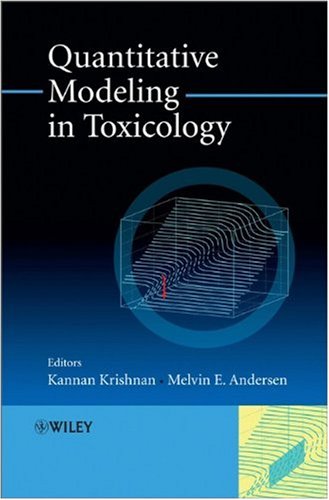 Quantitative
Modeling
in Toxicology
Editors
Kannan Krishnan · Melvin E. Andersen
WILEY